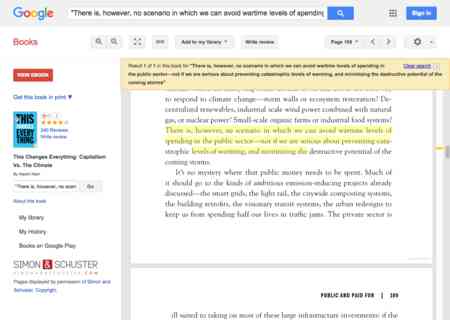 Google
"There is, however, no scenario in which we can avoid wartime levels of spending
Sign in
Books
Add to my library
Write review
Page 108
VIEW EBOOK
Result 1 of 1 in this book for "There is, however, no scenario in which we can avoid wartime levels of spending in
the public sector—not if we are serious about preventing catastrophic levels of warming, and minimizing the destructive potential of the
coming storms"
Clear search
Get this book in print ▼
THIS
CHANGES
EVERYTHING
240 Reviews
Write review
This Changes Everything: Capitalism
Vs. The Climate
By Naomi Klein
"There is, however, no scen
Go
About this book
My library
My History
Books on Google Play
SIMON & SCHUSTER
Pages displayed by permission of Simon and
Schuster. Copyright.
to respond to climate change—storm walls or ecosystem restoration? De-
centralized renewables, industrial scale wind power combined with natural
gas, or nuclear power? Small-scale organic farms or industrial food systems?
There is, however, no scenario in which we can avoid wartime levels of
spending in the public sector—not if we are serious about preventing cata-
strophic levels of warming, and minimizing the destructive potential of the
coming storms.
It's no mystery where that public money needs to be spent. Much of
it should go to the kinds of ambitious emission-reducing projects already
discussed—the smart grids, the light rail, the citywide composting systems,
the building retrofits, the visionary transit systems, the urban redesigns to
keep us from spending half our lives in traffic jams. The private sector is
PUBLIC AND PAID FOR | 109
ill suited to taking on most of these large infrastructure investments: if the